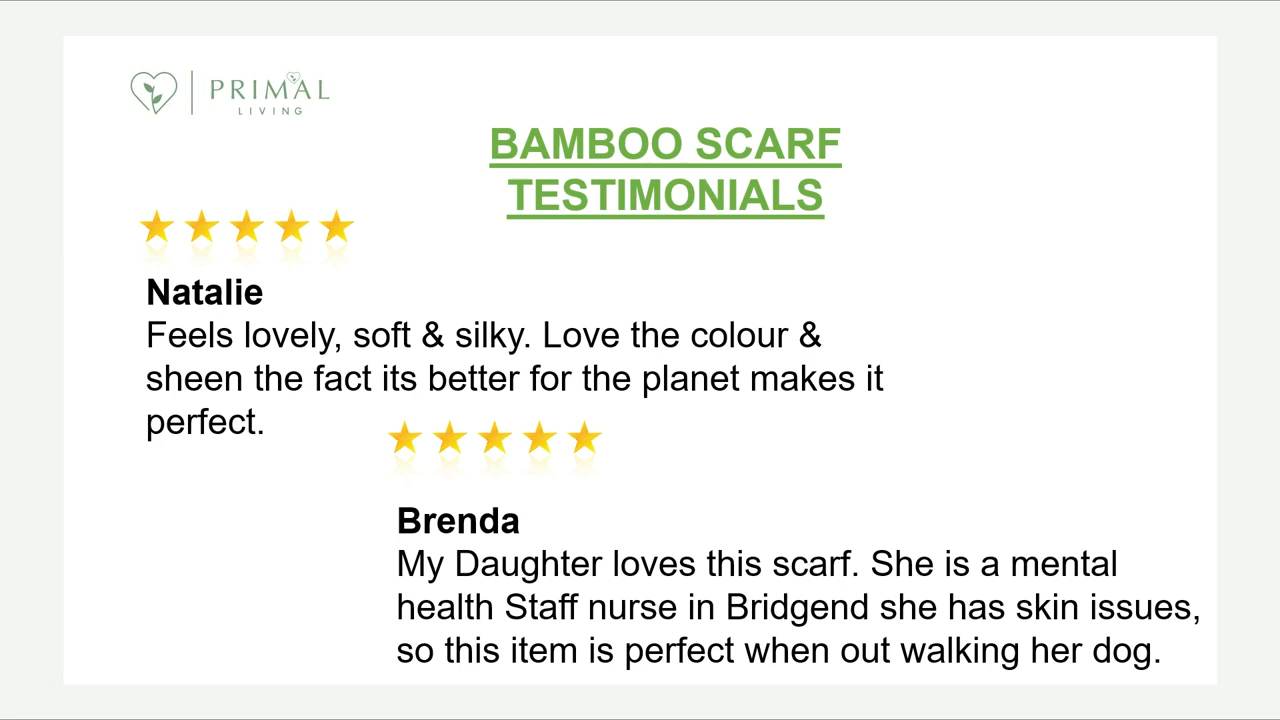 PRIMAL
LIVING
BAMBOO SCARF
TESTIMONIALS
Natalie
Feels lovely, soft & silky. Love the colour &
sheen the fact its better for the planet makes it
perfect.
Brenda
My Daughter loves this scarf. She is a mental
health Staff nurse in Bridgend she has skin issues,
so this item is perfect when out walking her dog.